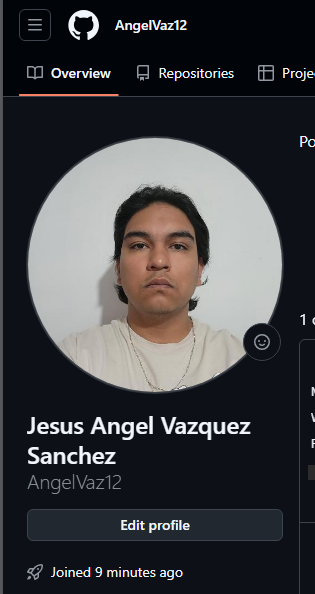 AngelVaz12
Overview Repositories Proje
Po
1 c
Jesus Angel Vazquez
Sanchez
AngelVaz12
Edit profile
Joined 9 minutes ago